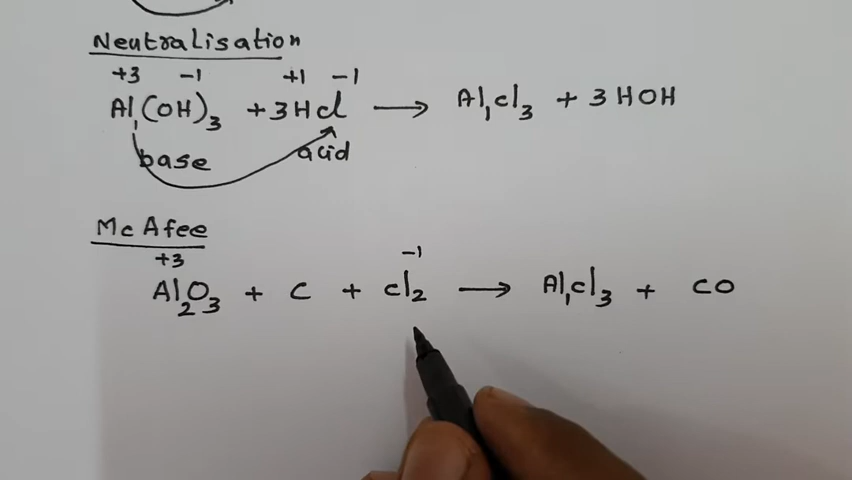 Neutralisation
+3 -1 +1 -1
Al₁(OH)₃ + 3Hcl ⟶ Al₁cl₃ + 3HOH
base acid
McAfee
+3 -1
Al₂O₃ + C + cl₂ ⟶ Al₁cl₃ + CO